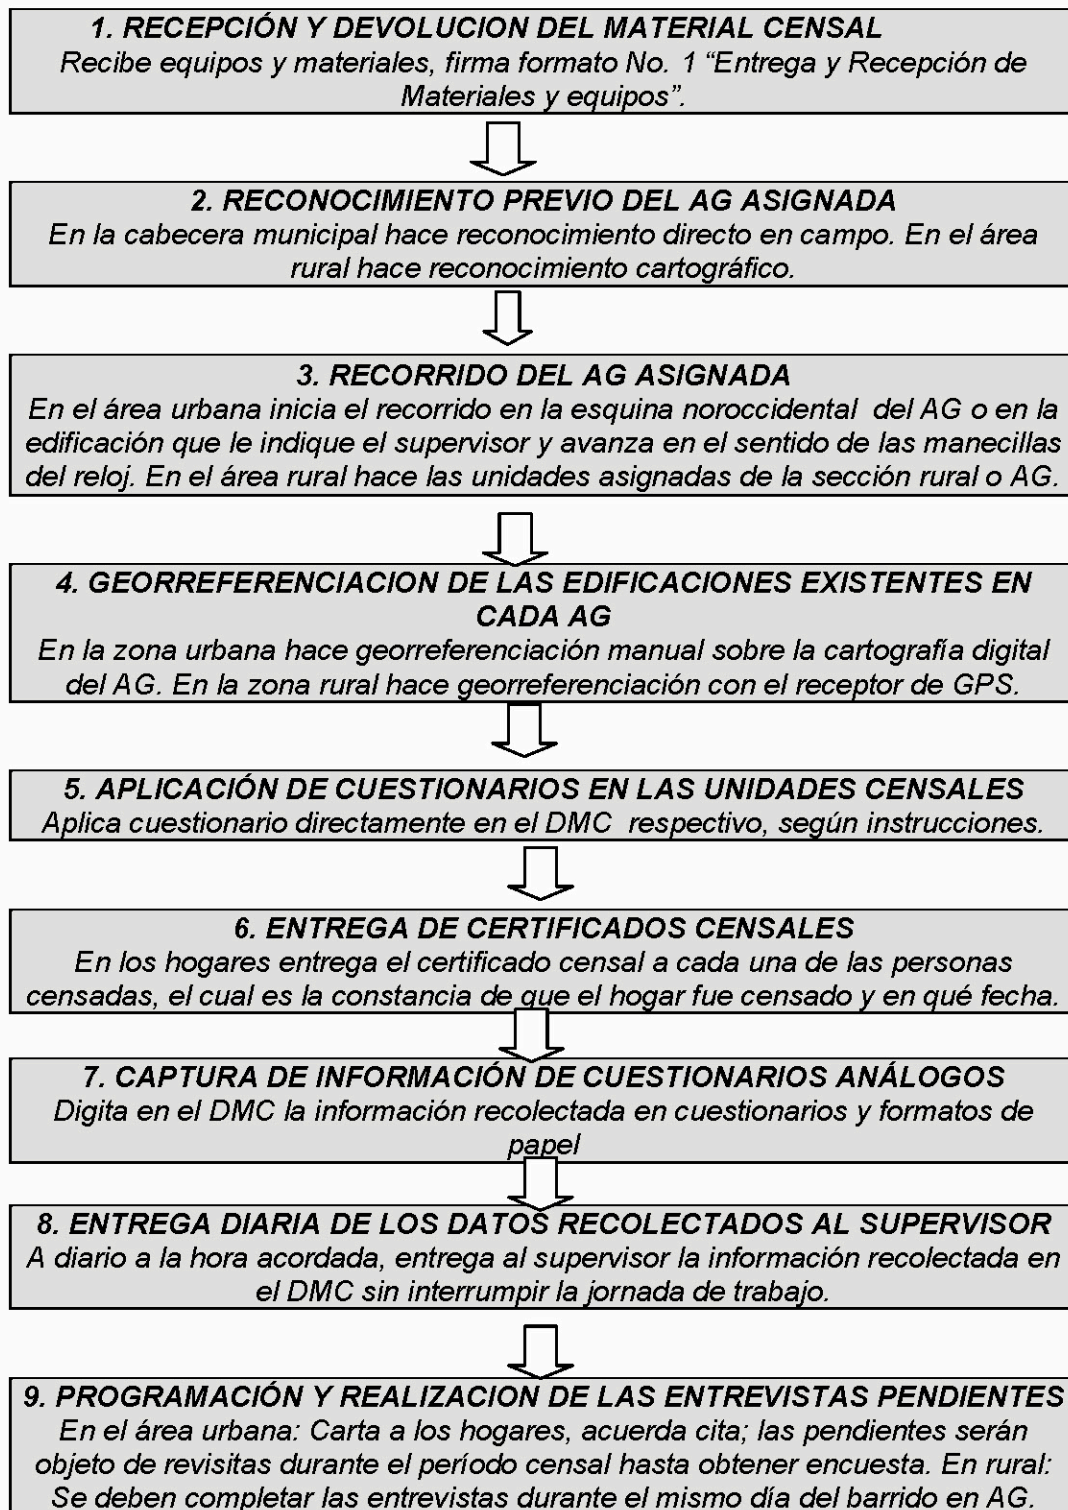 1. RECEPCIÓN Y DEVOLUCION DEL MATERIAL CENSAL
Recibe equipos y materiales, firma formato No. 1 “Entrega y Recepción de
Materiales y equipos”.
2. RECONOCIMIENTO PREVIO DEL AG ASIGNADA
En la cabecera municipal hace reconocimiento directo en campo. En el área
rural hace reconocimiento cartográfico.
3. RECORRIDO DEL AG ASIGNADA
En el área urbana inicia el recorrido en la esquina noroccidental del AG o en la
edificación que le indique el supervisor y avanza en el sentido de las manecillas
del reloj. En el área rural hace las unidades asignadas de la sección rural o AG.
4. GEORREFERENCIACION DE LAS EDIFICACIONES EXISTENTES EN
CADA AG
En la zona urbana hace georreferenciación manual sobre la cartografía digital
del AG. En la zona rural hace georreferenciación con el receptor de GPS.
5. APLICACIÓN DE CUESTIONARIOS EN LAS UNIDADES CENSALES
Aplica cuestionario directamente en el DMC respectivo, según instrucciones.
6. ENTREGA DE CERTIFICADOS CENSALES
En los hogares entrega el certificado censal a cada una de las personas
censadas, el cual es la constancia de que el hogar fue censado y en qué fecha.
7. CAPTURA DE INFORMACIÓN DE CUESTIONARIOS ANÁLOGOS
Digita en el DMC la información recolectada en cuestionarios y formatos de
papel
8. ENTREGA DIARIA DE LOS DATOS RECOLECTADOS AL SUPERVISOR
A diario a la hora acordada, entrega al supervisor la información recolectada en
el DMC sin interrumpir la jornada de trabajo.
9. PROGRAMACIÓN Y REALIZACION DE LAS ENTREVISTAS PENDIENTES
En el área urbana: Carta a los hogares, acuerda cita; las pendientes serán
objeto de revisitas durante el período censal hasta obtener encuesta. En rural:
Se deben completar las entrevistas durante el mismo día del barrido en AG.